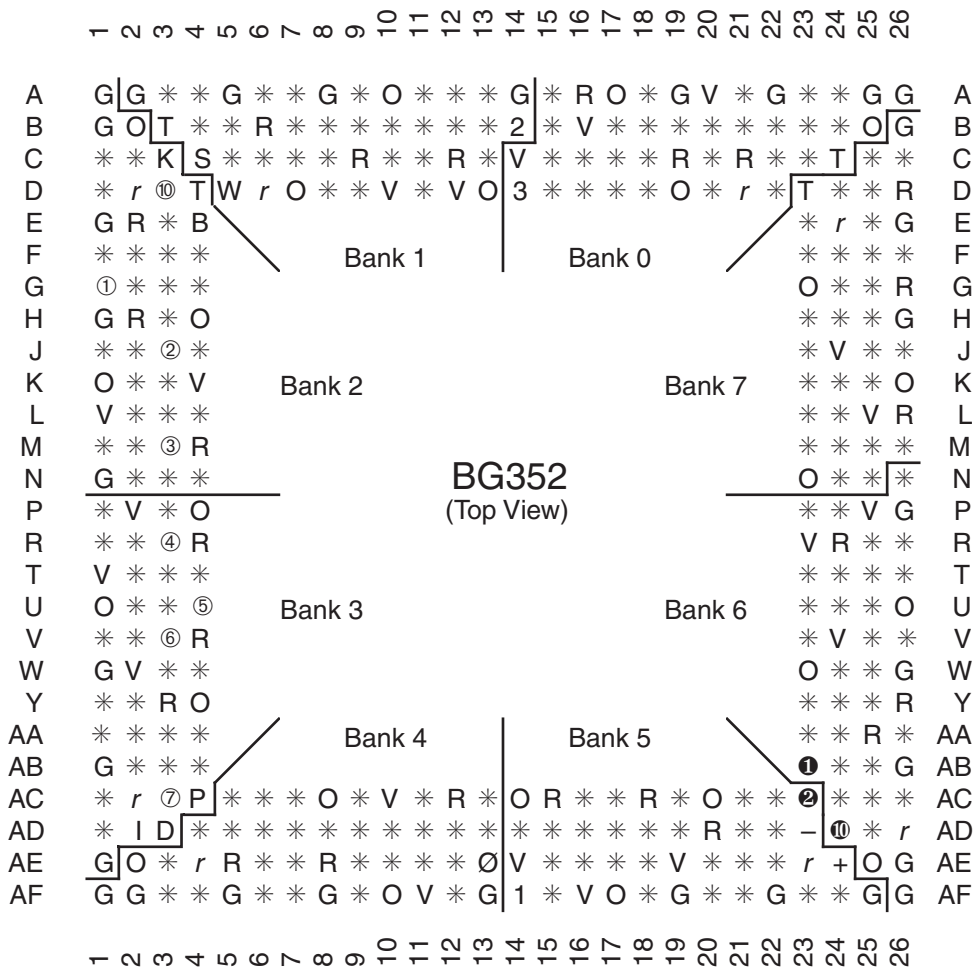 1 2 3 4 5 6 7 8 9 10 11 12 13 14 15 16 17 18 19 20 21 22 23 24 25 26
A G G ✳ ✳ G ✳ ✳ G ✳ O ✳ ✳ ✳ G ✳ R O ✳ G V ✳ G ✳ ✳ G G A
B G O T ✳ ✳ R ✳ ✳ ✳ ✳ ✳ ✳ ✳ 2 ✳ V ✳ ✳ ✳ ✳ ✳ ✳ ✳ ✳ O G B
C ✳ ✳ K S ✳ ✳ ✳ ✳ R ✳ ✳ R ✳ V ✳ ✳ ✳ ✳ R ✳ R ✳ ✳ T ✳ ✳ C
D ✳ r ⑩ T W r O ✳ ✳ V ✳ V O 3 ✳ ✳ ✳ ✳ O ✳ r ✳ T ✳ ✳ R D
E G R ✳ B ✳ r ✳ G E
F ✳ ✳ ✳ ✳ Bank 1 Bank 0 ✳ ✳ ✳ ✳ F
G ① ✳ ✳ ✳ O ✳ ✳ R G
H G R ✳ O ✳ ✳ ✳ G H
J ✳ ✳ ② ✳ ✳ V ✳ ✳ J
K O ✳ ✳ V Bank 2 Bank 7 ✳ ✳ ✳ O K
L V ✳ ✳ ✳ ✳ ✳ V R L
M ✳ ✳ ③ R ✳ ✳ ✳ ✳ M
N G ✳ ✳ ✳ BG352 O ✳ ✳ ✳ N
P ✳ V ✳ O (Top View) ✳ ✳ V G P
R ✳ ✳ ④ R V R ✳ ✳ R
T V ✳ ✳ ✳ ✳ ✳ ✳ ✳ T
U O ✳ ✳ ⑤ Bank 3 Bank 6 ✳ ✳ ✳ O U
V ✳ ✳ ⑥ R ✳ V ✳ ✳ V
W G V ✳ ✳ O ✳ ✳ G W
Y ✳ ✳ R O ✳ ✳ ✳ R Y
AA ✳ ✳ ✳ ✳ Bank 4 Bank 5 ✳ ✳ R ✳ AA
AB G ✳ ✳ ✳ ❶ ✳ ✳ G AB
AC ✳ r ⑦ P ✳ ✳ ✳ O ✳ V ✳ R ✳ O R ✳ ✳ R ✳ O ✳ ✳ ❷ ✳ ✳ ✳ AC
AD ✳ I D ✳ ✳ ✳ ✳ ✳ ✳ ✳ ✳ ✳ ✳ ✳ ✳ ✳ ✳ ✳ ✳ R ✳ ✳ – ❿ ✳ r AD
AE G O ✳ r R ✳ ✳ R ✳ ✳ ✳ ✳ Ø V ✳ ✳ ✳ ✳ V ✳ ✳ ✳ r + O G AE
AF G G ✳ ✳ G ✳ ✳ G ✳ O V ✳ G 1 ✳ V O ✳ G ✳ ✳ G ✳ ✳ G G AF
1 2 3 4 5 6 7 8 9 10 11 12 13 14 15 16 17 18 19 20 21 22 23 24 25 26